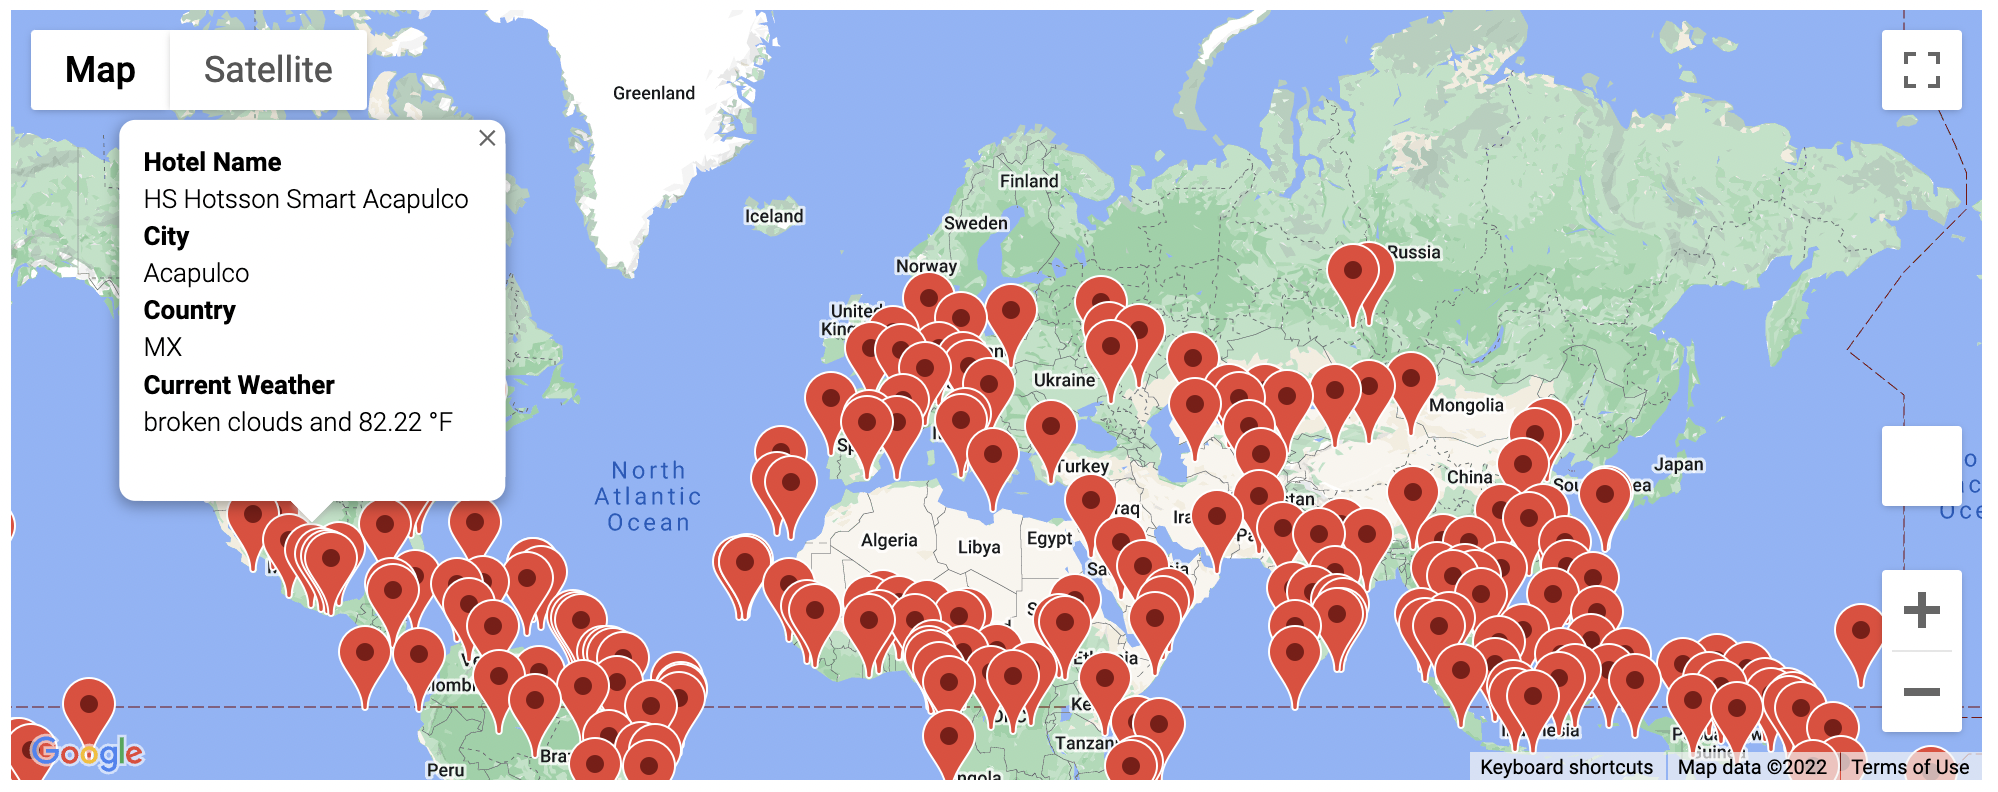 Map
Satellite
Greenland
Hotel Name
HS Hotsson Smart Acapulco
City
Acapulco
Country
MX
Current Weather
broken clouds and 82.22 °F
Finland
Iceland
Sweden
Russia
Norway
United
Ukraine
Mongolia
Turkey
Japan
China
North
Atlantic
Ocean
Algeria
Libya
Egypt
Tanzan
Peru
Google
Keyboard shortcuts
Map data ©2022
Terms of Use